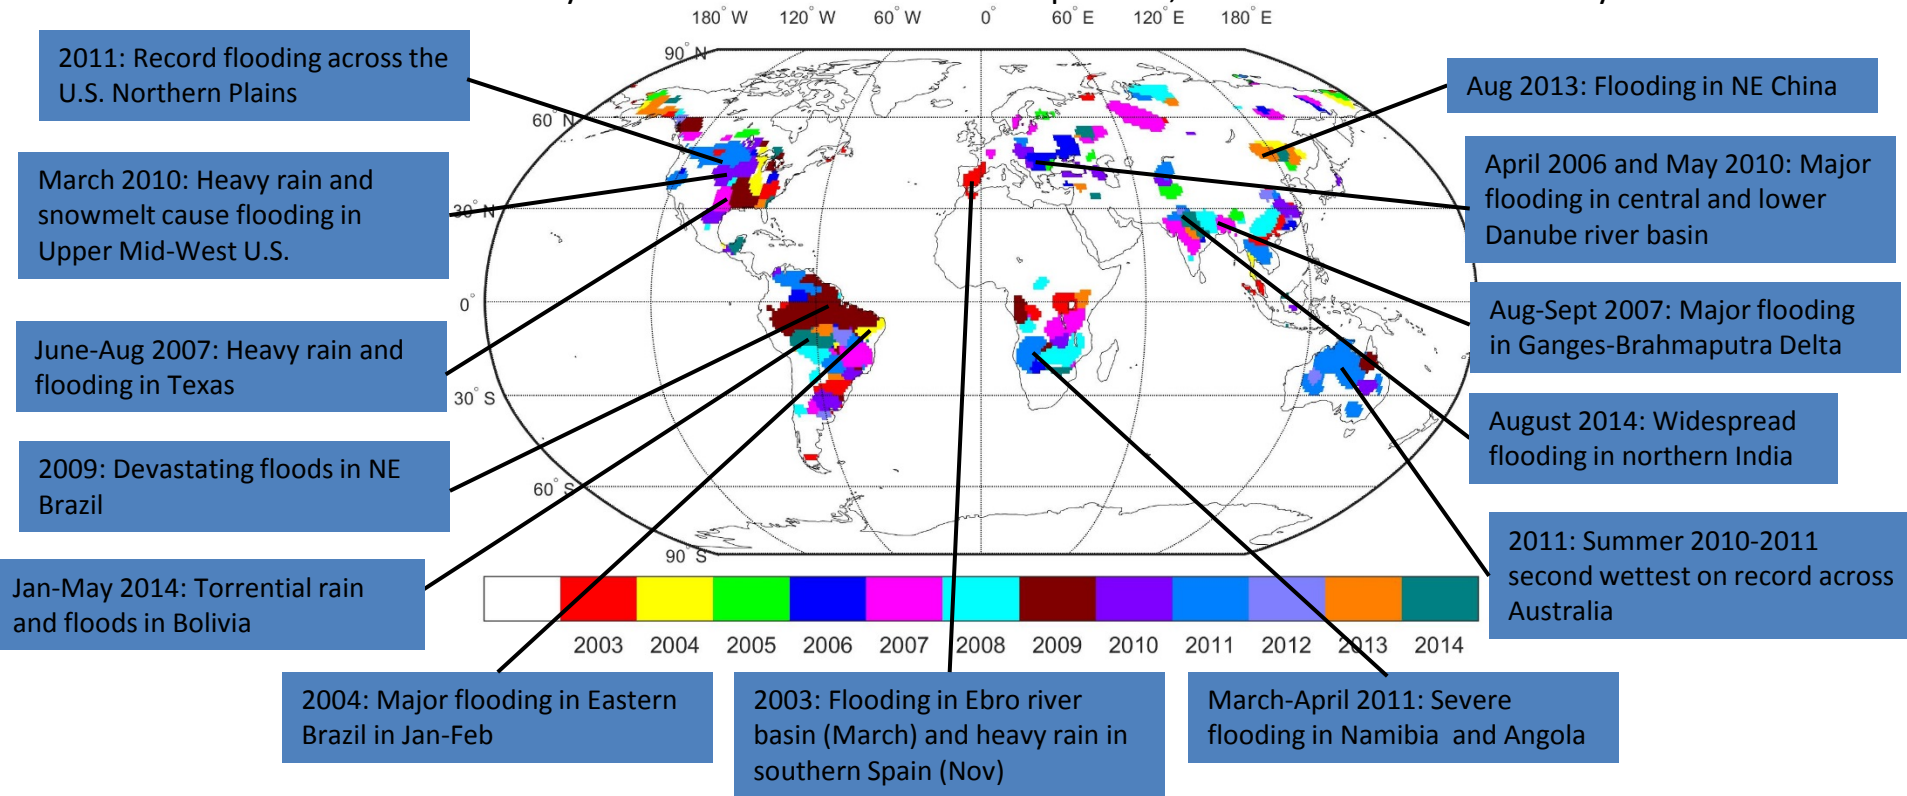 180° W 120° W 60° W 0° 60° E 120° E 180° E
90° N
60° N
30° N
0°
30° S
60° S
90° S
2011: Record flooding across the
U.S. Northern Plains
March 2010: Heavy rain and
snowmelt cause flooding in
Upper Mid-West U.S.
June-Aug 2007: Heavy rain and
flooding in Texas
2009: Devastating floods in NE
Brazil
Jan-May 2014: Torrential rain
and floods in Bolivia
Aug 2013: Flooding in NE China
April 2006 and May 2010: Major
flooding in central and lower
Danube river basin
Aug-Sept 2007: Major flooding
in Ganges-Brahmaputra Delta
August 2014: Widespread
flooding in northern India
2011: Summer 2010-2011
second wettest on record across
Australia
2003 2004 2005 2006 2007 2008 2009 2010 2011 2012 2013 2014
2004: Major flooding in Eastern
Brazil in Jan-Feb
2003: Flooding in Ebro river
basin (March) and heavy rain in
southern Spain (Nov)
March-April 2011: Severe
flooding in Namibia and Angola